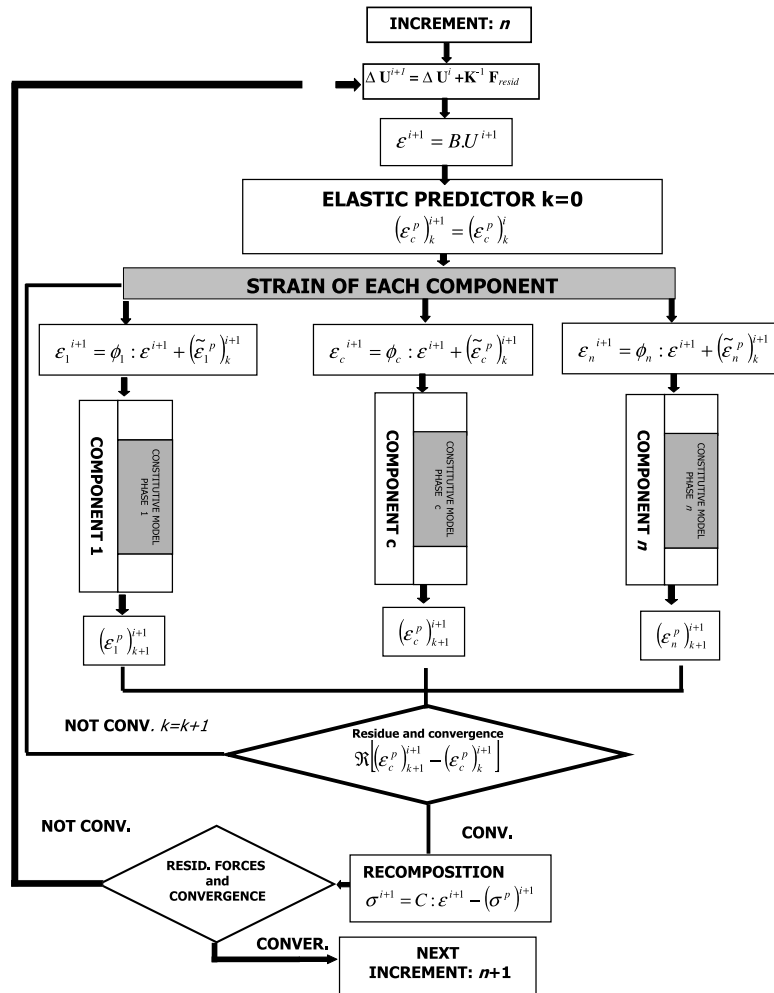 INCREMENT: n
Δ U^{i+1} = Δ U^i +K^{-1} F_{resid}
ε^{i+1} = B.U^{i+1}
ELASTIC PREDICTOR k=0
(ε_c^p)_k^{i+1} = (ε_c^p)_k^i
STRAIN OF EACH COMPONENT
ε_1^{i+1} = ϕ_1 : ε^{i+1} + (ε̃_1^p)_k^{i+1}
ε_c^{i+1} = ϕ_c : ε^{i+1} + (ε̃_c^p)_k^{i+1}
ε_n^{i+1} = ϕ_n : ε^{i+1} + (ε̃_n^p)_k^{i+1}
COMPONENT 1
CONSTITUTIVE MODEL
PHASE 1
COMPONENT c
CONSTITUTIVE MODEL
PHASE c
COMPONENT n
CONSTITUTIVE MODEL
PHASE n
(ε_1^p)_{k+1}^{i+1}
(ε_c^p)_{k+1}^{i+1}
(ε_n^p)_{k+1}^{i+1}
NOT CONV. k=k+1
Residue and convergence
ℜ[(ε_c^p)_{k+1}^{i+1} − (ε_c^p)_k^{i+1}]
NOT CONV.
CONV.
RESID. FORCES
and
CONVERGENCE
RECOMPOSITION
σ^{i+1} = C : ε^{i+1} − (σ^p)^{i+1}
CONVER.
NEXT
INCREMENT: n+1